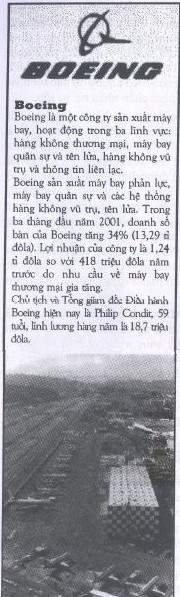 BOEING
Boeing
Boeing là một công ty sản xuất máy
bay, hoạt động trong ba lĩnh vực:
hàng không thương mại, máy bay
quân sự và tên lửa, hàng không vũ
trụ và thông tin liên lạc.
Boeing sản xuất máy bay phản lực,
máy bay quân sự và các hệ thống
hàng không vũ trụ, tên lửa. Trong
ba tháng đầu năm 2001, doanh số
bán của Boeing tăng 34% (13,29 tỉ
đôla). Lợi nhuận của công ty là 1,24
tỉ đôla so với 418 triệu đôla năm
trước do nhu cầu về máy bay
thương mại gia tăng.
Chủ tịch và Tổng giám đốc Điều hành
Boeing hiện nay là Philip Condit, 59
tuổi, lĩnh lương hàng năm là 18,7 triệu
đôla.